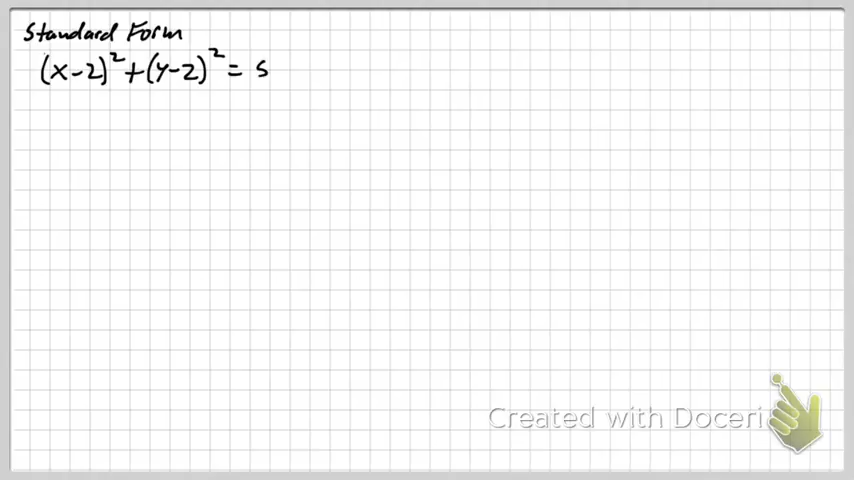 Standard Form
(x-2)²+(y-2)² = 5
Created with Doceri